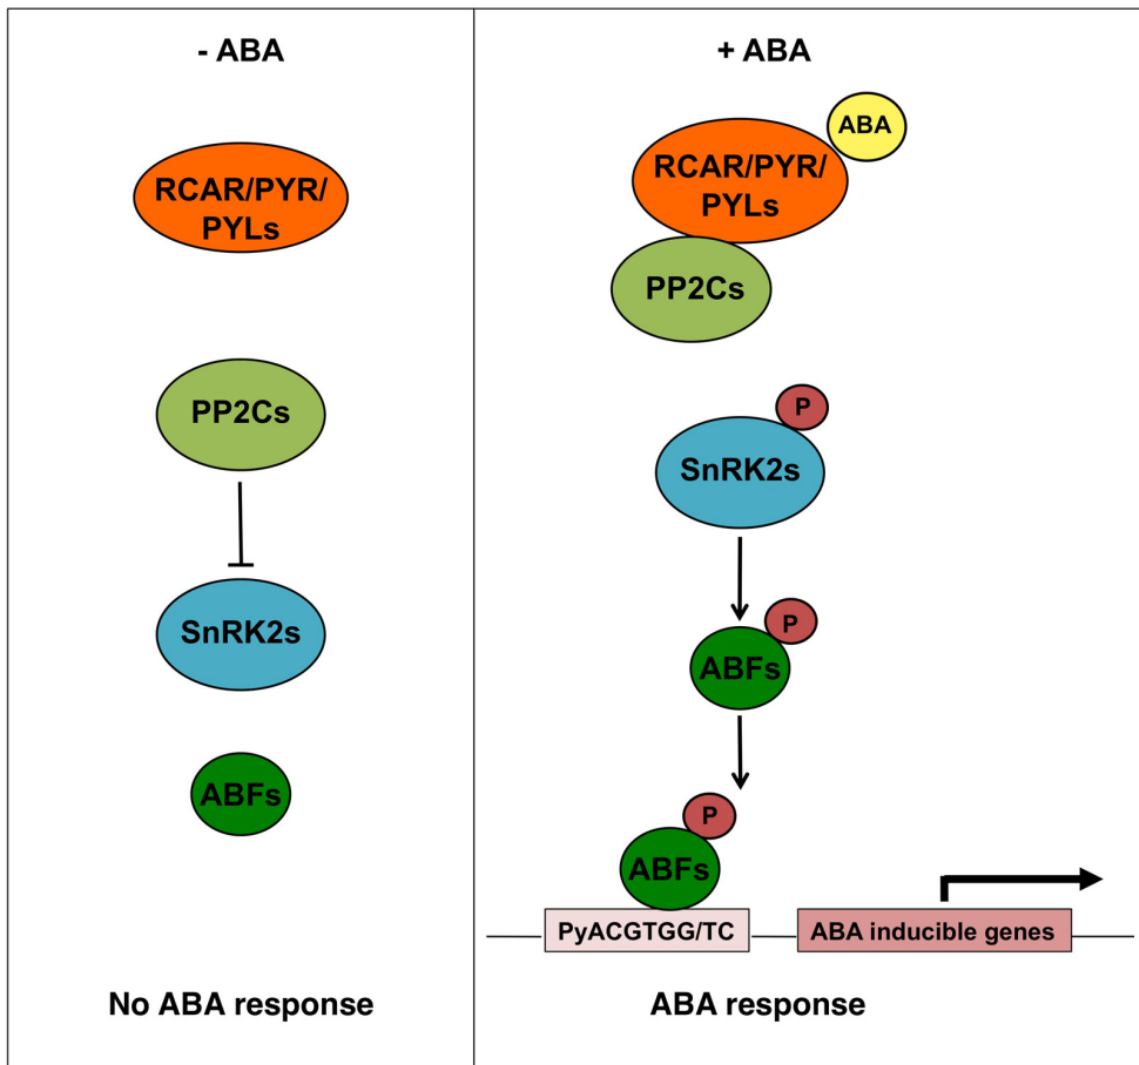 - ABA
RCAR/PYR/
PYLs
PP2Cs
SnRK2s
ABFs
No ABA response
+ ABA
ABA
RCAR/PYR/
PYLs
PP2Cs
P
SnRK2s
P
ABFs
P
ABFs
PyACGTGG/TC
ABA inducible genes
ABA response